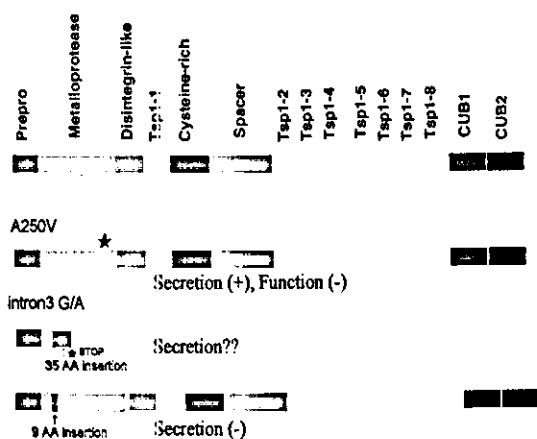 Prepro
Metalloprotease
Disintegrin-like
Tsp1-1
Cysteine-rich
Spacer
Tsp1-2
Tsp1-3
Tsp1-4
Tsp1-5
Tsp1-6
Tsp1-7
Tsp1-8
CUB1
CUB2
A250V
Secretion (+), Function (-)
intron3 G/A
Secretion??
STOP
35 AA insertion
9 AA insertion
Secretion (-)